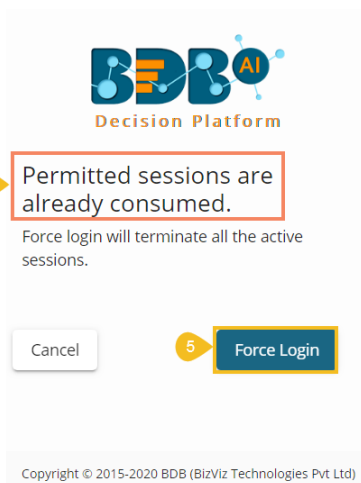 BDB AI
Decision Platform
Permitted sessions are
already consumed.
Force login will terminate all the active
sessions.
Cancel
5
Force Login
Copyright © 2015-2020 BDB (BizViz Technologies Pvt Ltd)